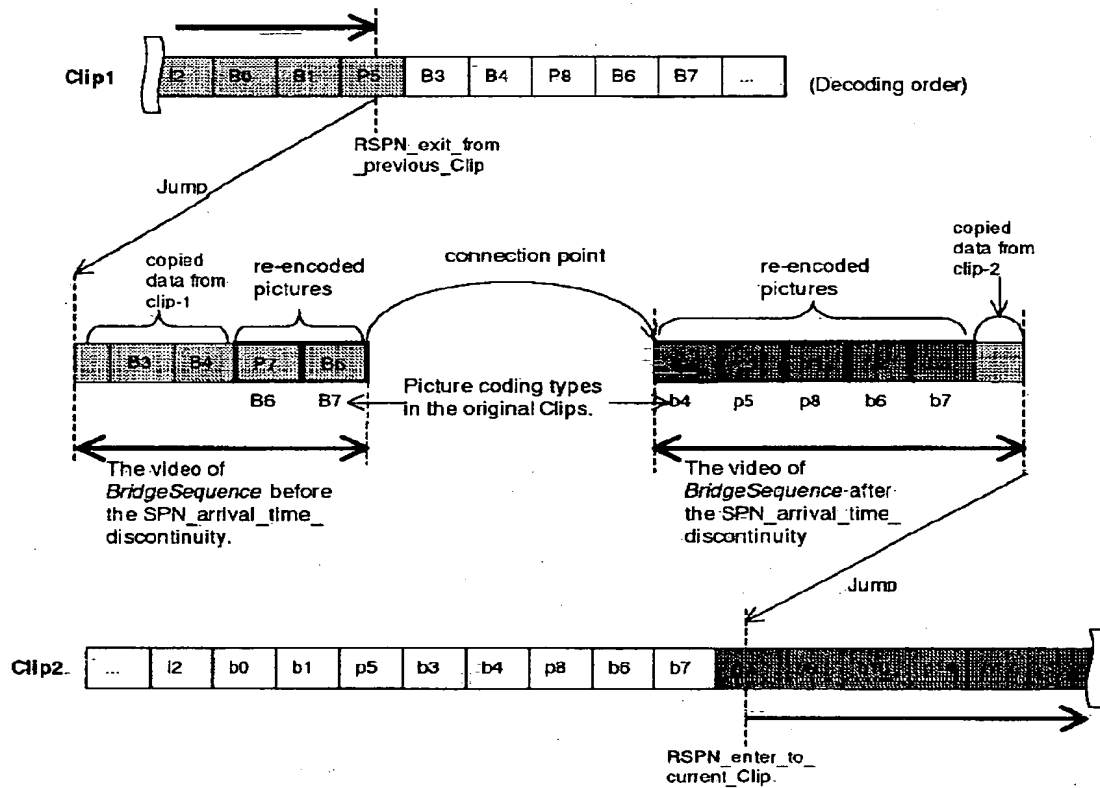 Clip1
I2 B0 B1 P5 B3 B4 P8 B6 B7 ...
(Decoding order)
RSPN_exit_from
_previous_Clip
Jump
copied
data from
clip-1
re-encoded
pictures
connection point
re-encoded
pictures
copied
data from
clip-2
B3 B4 P7 B6
B6 B7
Picture coding types
in the original Clips.
b4 p5 p8 b6 b7
The video of
BridgeSequence before
the SPN_arrival_time_
discontinuity.
The video of
BridgeSequence after
the SPN_arrival_time_
discontinuity
Jump
Clip2
... i2 b0 b1 p5 b3 b4 p8 b6 b7
RSPN_enter_to_
current_Clip.